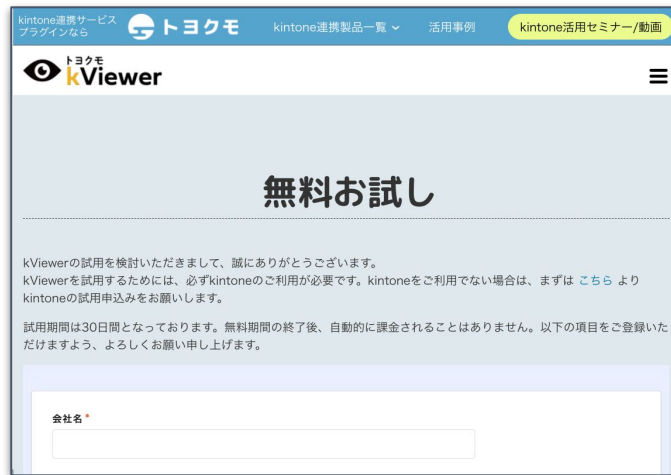 kintone連携サービス
プラグインなら
トヨクモ
kintone連携製品一覧
活用事例
kintone活用セミナー/動画
トヨクモ
kViewer
無料お試し
kViewerの試用を検討いただきまして、誠にありがとうございます。
kViewerを試用するためには、必ずkintoneのご利用が必要です。kintoneをご利用でない場合は、まずは こちら より
kintoneの試用申込みをお願いします。
試用期間は30日間となっております。無料期間の終了後、自動的に課金されることはありません。以下の項目をご登録いた
だけますよう、よろしくお願い申し上げます。
会社名*